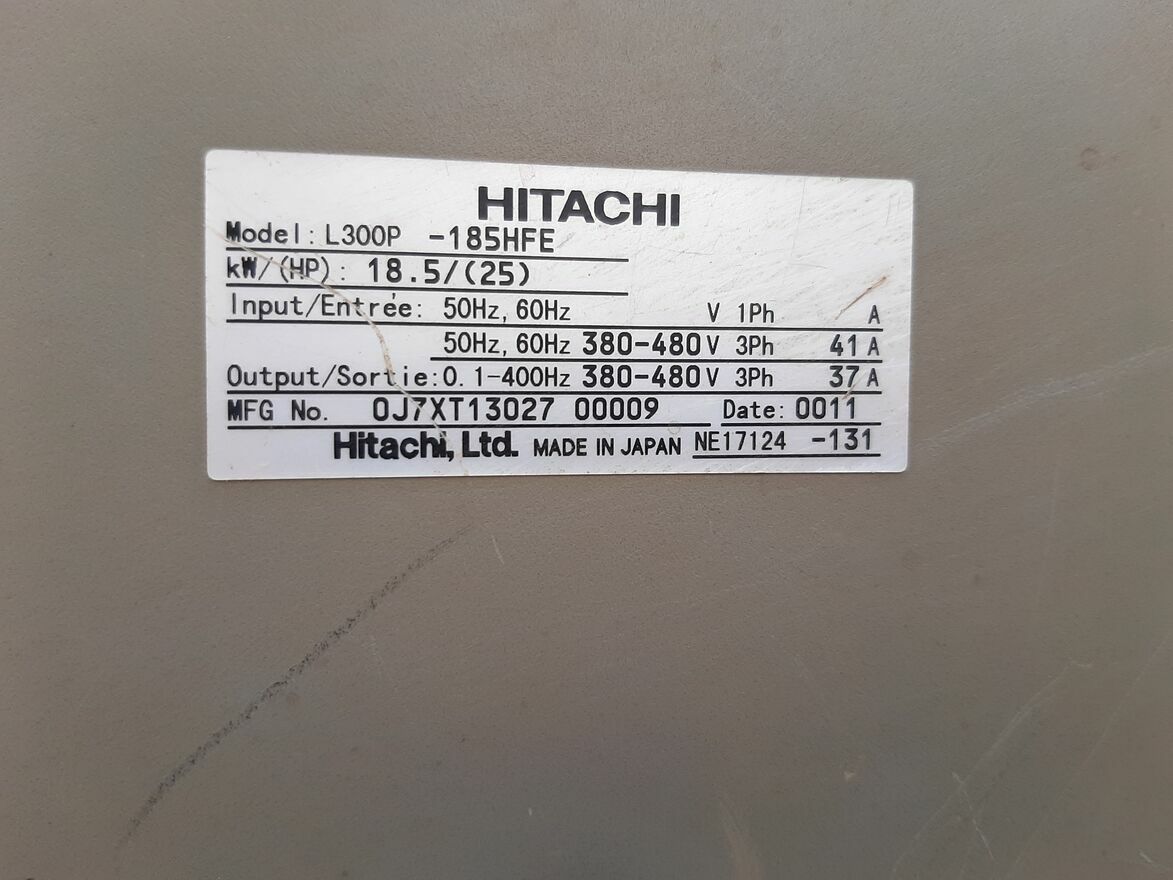 HITACHI
Model: L300P -185HFE
kW/(HP): 18.5/(25)
Input/Entrée: 50Hz, 60Hz V 1Ph A
50Hz, 60Hz 380-480V 3Ph 41A
Output/Sortie: 0.1-400Hz 380-480V 3Ph 37A
MFG No. 0J7XT13027 00009 Date: 0011
Hitachi, Ltd. MADE IN JAPAN NE17124 -131